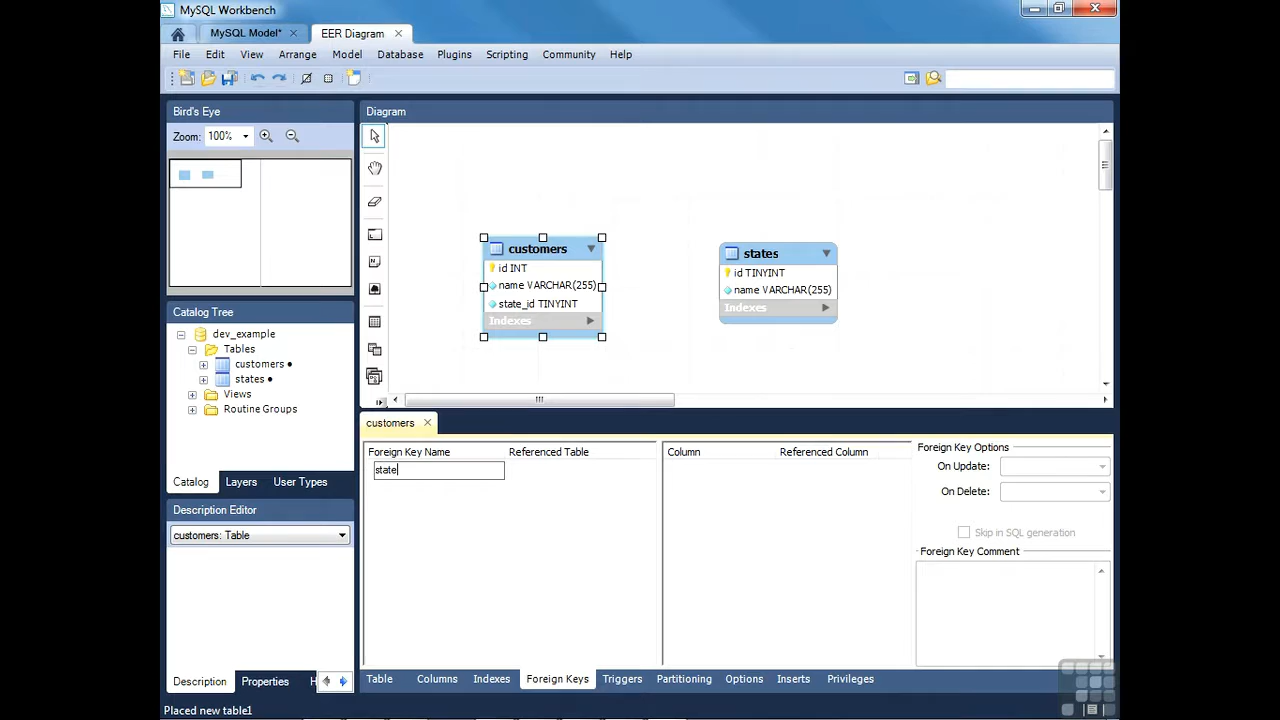 MySQL Workbench
MySQL Model*
EER Diagram
File Edit View Arrange Model Database Plugins Scripting Community Help
Bird's Eye
Diagram
Zoom: 100%
customers
id INT
name VARCHAR(255)
state_id TINYINT
Indexes
states
id TINYINT
name VARCHAR(255)
Indexes
Catalog Tree
dev_example
Tables
customers •
states •
Views
Routine Groups
Catalog Layers User Types
customers
Foreign Key Name Referenced Table
state
Column Referenced Column
Foreign Key Options
On Update:
On Delete:
Skip in SQL generation
Foreign Key Comment
Description Editor
customers: Table
Description Properties H
Table Columns Indexes Foreign Keys Triggers Partitioning Options Inserts Privileges
Placed new table1